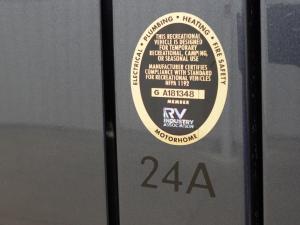 ELECTRICAL • PLUMBING • HEATING • FIRE SAFETY
THIS RECREATIONAL
VEHICLE IS DESIGNED
FOR TEMPORARY
RECREATIONAL, CAMPING,
OR SEASONAL USE
MANUFACTURER CERTIFIES
COMPLIANCE WITH STANDARD
FOR RECREATIONAL VEHICLES
NFPA 1192
G A181348
MEMBER
RV
INDUSTRY
ASSOCIATION
MOTORHOME
24A